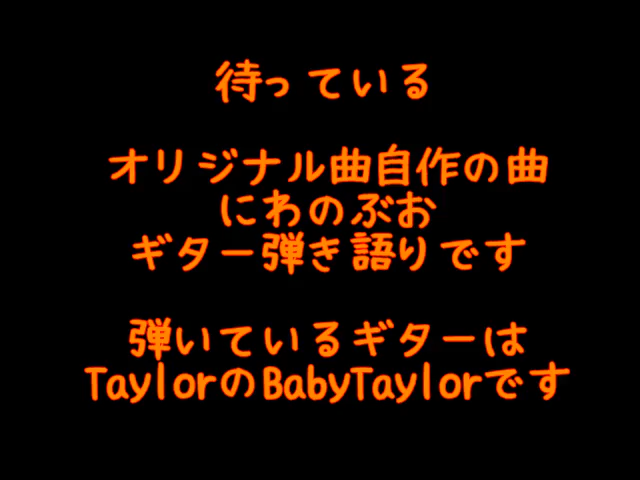 待っている
オリジナル曲自作の曲
にわのぶお
ギター弾き語りです
弾いているギターは
TaylorのBabyTaylorです